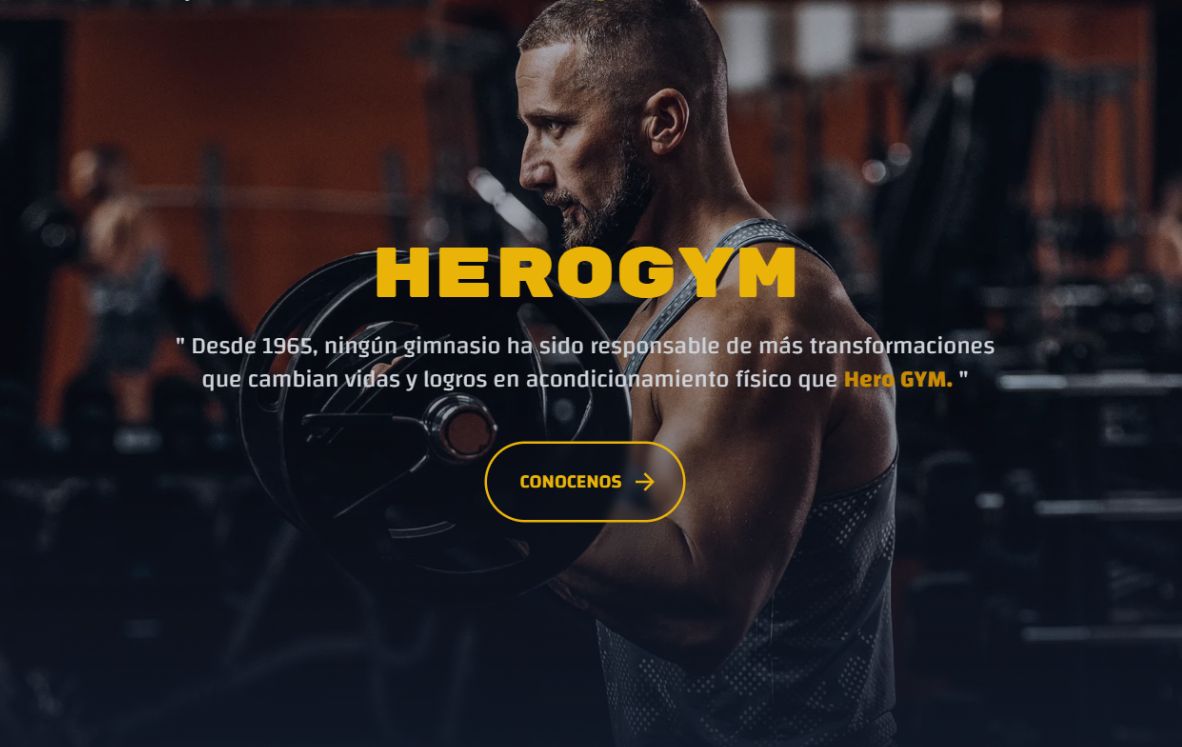 HEROGYM
" Desde 1965, ningún gimnasio ha sido responsable de más transformaciones
que cambian vidas y logros en acondicionamiento físico que Hero GYM. "
CONOCENOS →